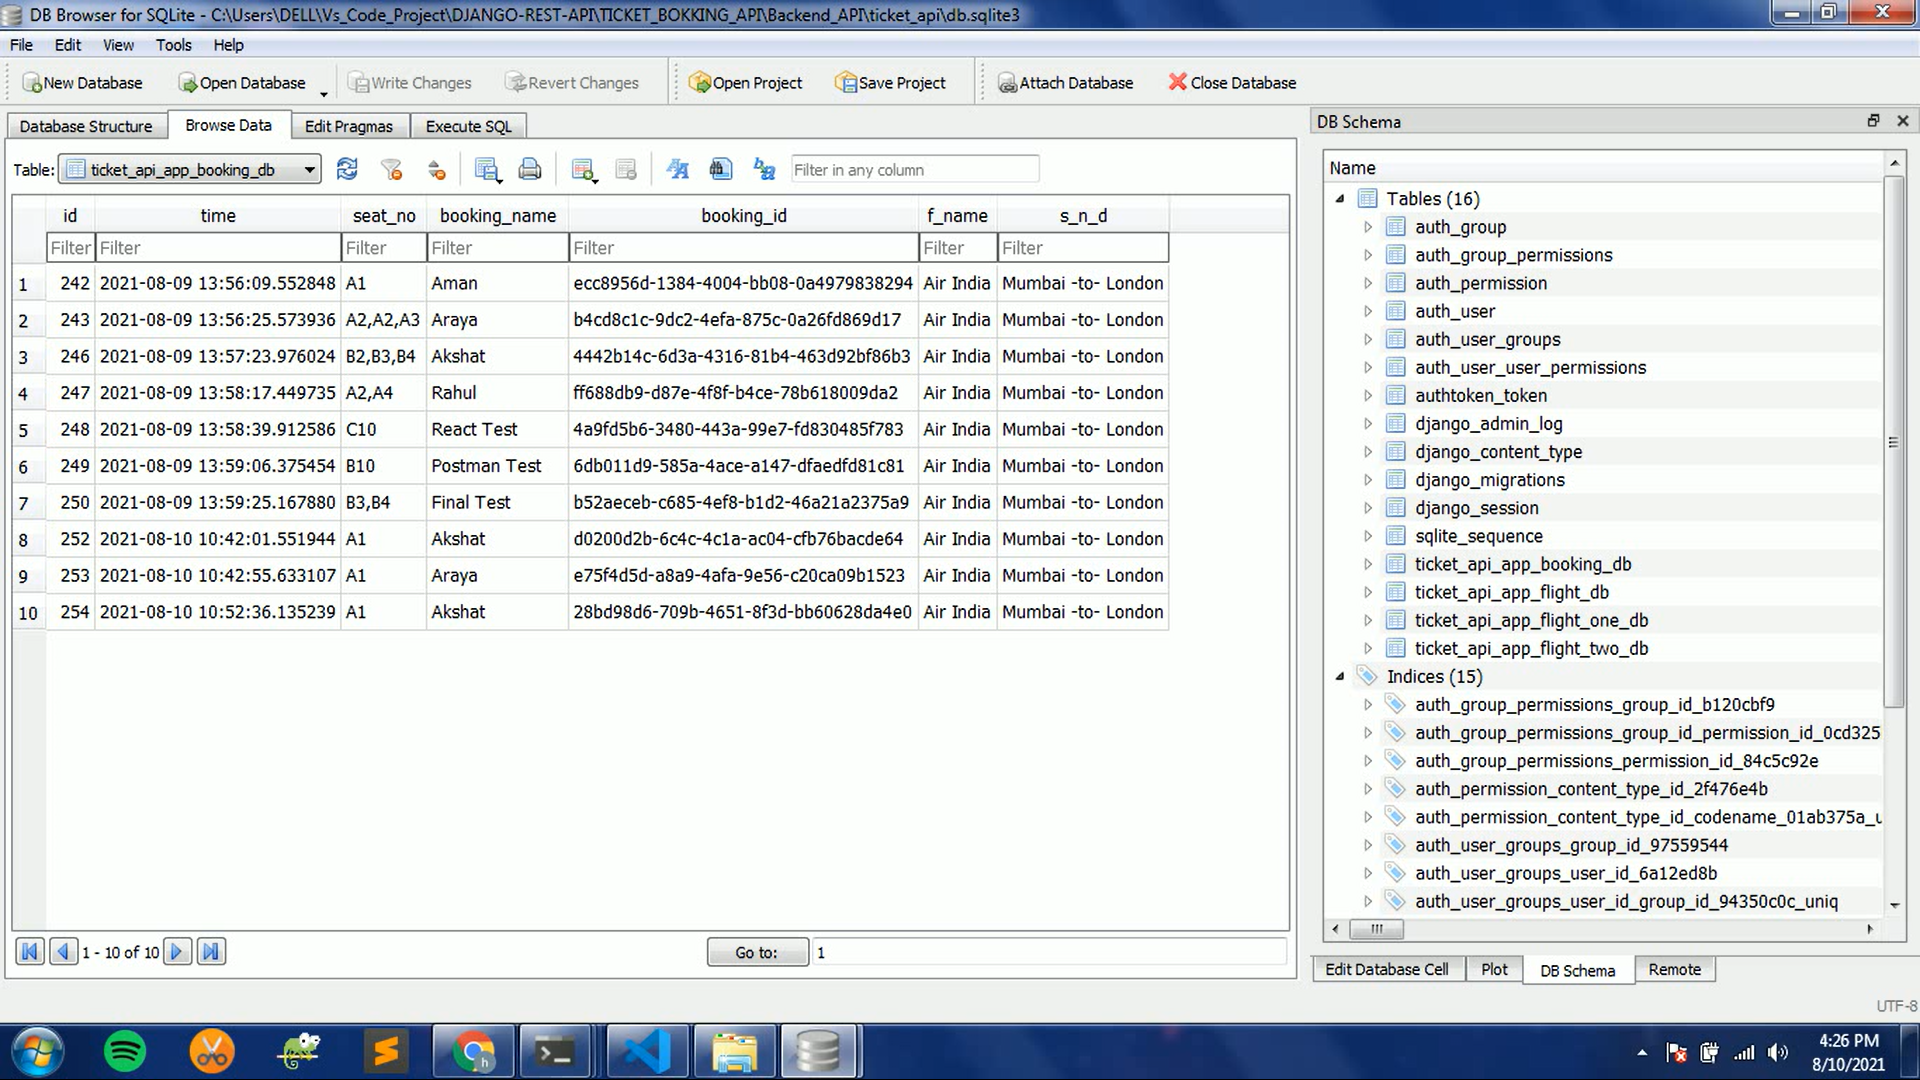 DB Browser for SQLite - C:\Users\DELL\Vs_Code_Project\DJANGO-REST-API\TICKET_BOKKING_API\Backend_API\ticket_api\db.sqlite3
File Edit View Tools Help
New Database Open Database Write Changes Revert Changes Open Project Save Project Attach Database Close Database
Database Structure Browse Data Edit Pragmas Execute SQL
Table: ticket_api_app_booking_db Filter in any column
id time seat_no booking_name booking_id f_name s_n_d
Filter Filter Filter Filter Filter Filter Filter
1 242 2021-08-09 13:56:09.552848 A1 Aman ecc8956d-1384-4004-bb08-0a4979838294 Air India Mumbai -to- London
2 243 2021-08-09 13:56:25.573936 A2,A2,A3 Araya b4cd8c1c-9dc2-4efa-875c-0a26fd869d17 Air India Mumbai -to- London
3 246 2021-08-09 13:57:23.976024 B2,B3,B4 Akshat 4442b14c-6d3a-4316-81b4-463d92bf86b3 Air India Mumbai -to- London
4 247 2021-08-09 13:58:17.449735 A2,A4 Rahul ff688db9-d87e-4f8f-b4ce-78b618009da2 Air India Mumbai -to- London
5 248 2021-08-09 13:58:39.912586 C10 React Test 4a9fd5b6-3480-443a-99e7-fd830485f783 Air India Mumbai -to- London
6 249 2021-08-09 13:59:06.375454 B10 Postman Test 6db011d9-585a-4ace-a147-dfaedfd81c81 Air India Mumbai -to- London
7 250 2021-08-09 13:59:25.167880 B3,B4 Final Test b52aeceb-c685-4ef8-b1d2-46a21a2375a9 Air India Mumbai -to- London
8 252 2021-08-10 10:42:01.551944 A1 Akshat d0200d2b-6c4c-4c1a-ac04-cfb76bacde64 Air India Mumbai -to- London
9 253 2021-08-10 10:42:55.633107 A1 Araya e75f4d5d-a8a9-4afa-9e56-c20ca09b1523 Air India Mumbai -to- London
10 254 2021-08-10 10:52:36.135239 A1 Akshat 28bd98d6-709b-4651-8f3d-bb60628da4e0 Air India Mumbai -to- London
1 - 10 of 10 Go to: 1
DB Schema
Name
Tables (16)
auth_group
auth_group_permissions
auth_permission
auth_user
auth_user_groups
auth_user_user_permissions
authtoken_token
django_admin_log
django_content_type
django_migrations
django_session
sqlite_sequence
ticket_api_app_booking_db
ticket_api_app_flight_db
ticket_api_app_flight_one_db
ticket_api_app_flight_two_db
Indices (15)
auth_group_permissions_group_id_b120cbf9
auth_group_permissions_group_id_permission_id_0cd325
auth_group_permissions_permission_id_84c5c92e
auth_permission_content_type_id_2f476e4b
auth_permission_content_type_id_codename_01ab375a_u
auth_user_groups_group_id_97559544
auth_user_groups_user_id_6a12ed8b
auth_user_groups_user_id_group_id_94350c0c_uniq
Edit Database Cell Plot DB Schema Remote
UTF-8
4:26 PM
8/10/2021